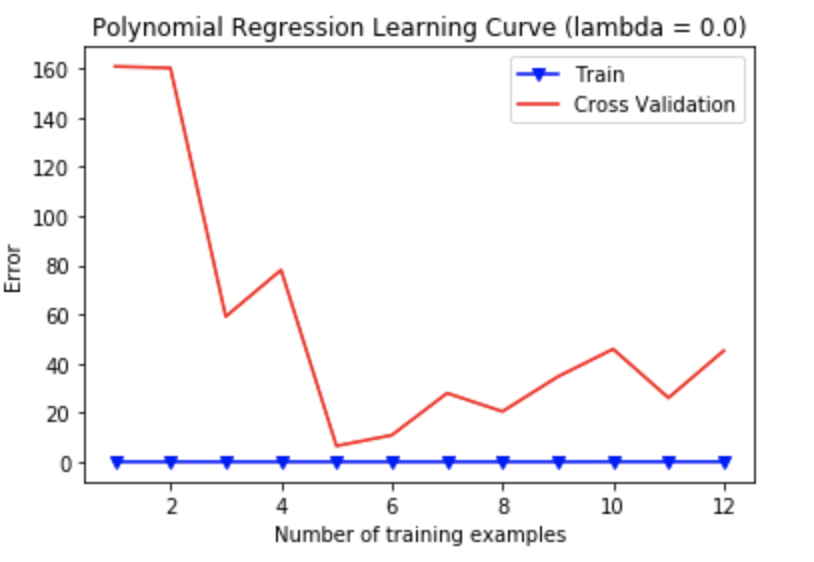 Polynomial Regression Learning Curve (lambda = 0.0)
Train
Cross Validation
160
140
120
100
80
60
40
20
0
Error
2 4 6 8 10 12
Number of training examples